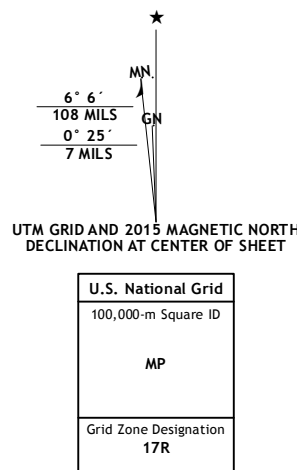 ★
MN.
6° 6´
108 MILS
GN
0° 25´
7 MILS
UTM GRID AND 2015 MAGNETIC NORTH
DECLINATION AT CENTER OF SHEET
U.S. National Grid
100,000-m Square ID
MP
Grid Zone Designation
17R